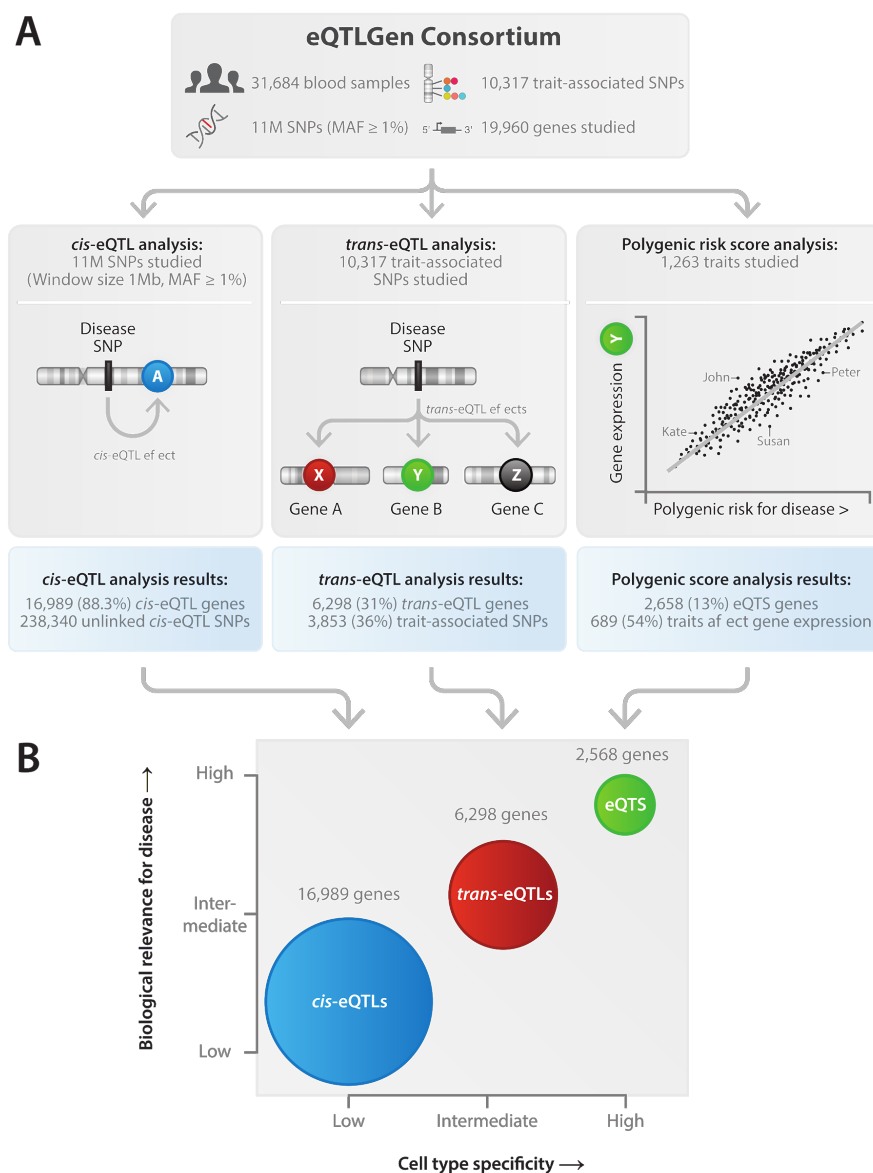 A
eQTLGen Consortium
31,684 blood samples
10,317 trait-associated SNPs
11M SNPs (MAF ≥ 1%)
5' 3'
19,960 genes studied
cis-eQTL analysis:
11M SNPs studied
(Window size 1Mb, MAF ≥ 1%)
Disease
SNP
A
cis-eQTL ef ect
trans-eQTL analysis:
10,317 trait-associated
SNPs studied
Disease
SNP
trans-eQTL ef ects
X
Y
Z
Gene A
Gene B
Gene C
Polygenic risk score analysis:
1,263 traits studied
Y
Gene expression
John
Peter
Kate
Susan
Polygenic risk for disease >
cis-eQTL analysis results:
16,989 (88.3%) cis-eQTL genes
238,340 unlinked cis-eQTL SNPs
trans-eQTL analysis results:
6,298 (31%) trans-eQTL genes
3,853 (36%) trait-associated SNPs
Polygenic score analysis results:
2,658 (13%) eQTS genes
689 (54%) traits af ect gene expression
B
Biological relevance for disease →
High
Inter-
mediate
Low
2,568 genes
eQTS
6,298 genes
trans-eQTLs
16,989 genes
cis-eQTLs
Low
Intermediate
High
Cell type specificity →